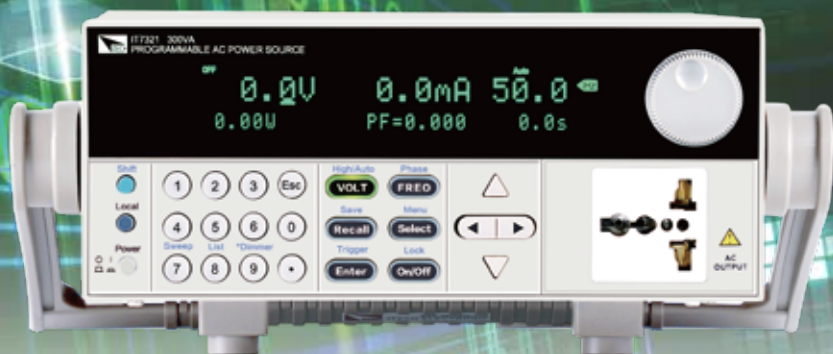 IT7321 300VA
PROGRAMMABLE AC POWER SOURCE
OFF Auto
0.0V 0.0mA 50.0 Hz
0.00W PF=0.000 0.0s
Shift High/Auto Phase
1 2 3 Esc VOLT FREQ
Local Save Menu
4 5 6 0 Recall Select
Power Sweep List *Dimmer Trigger Lock
7 8 9 • Enter On/Off
AC
OUTPUT